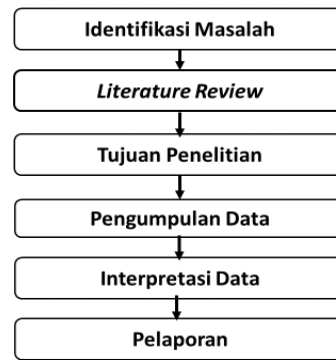 Identifikasi Masalah
Literature Review
Tujuan Penelitian
Pengumpulan Data
Interpretasi Data
Pelaporan